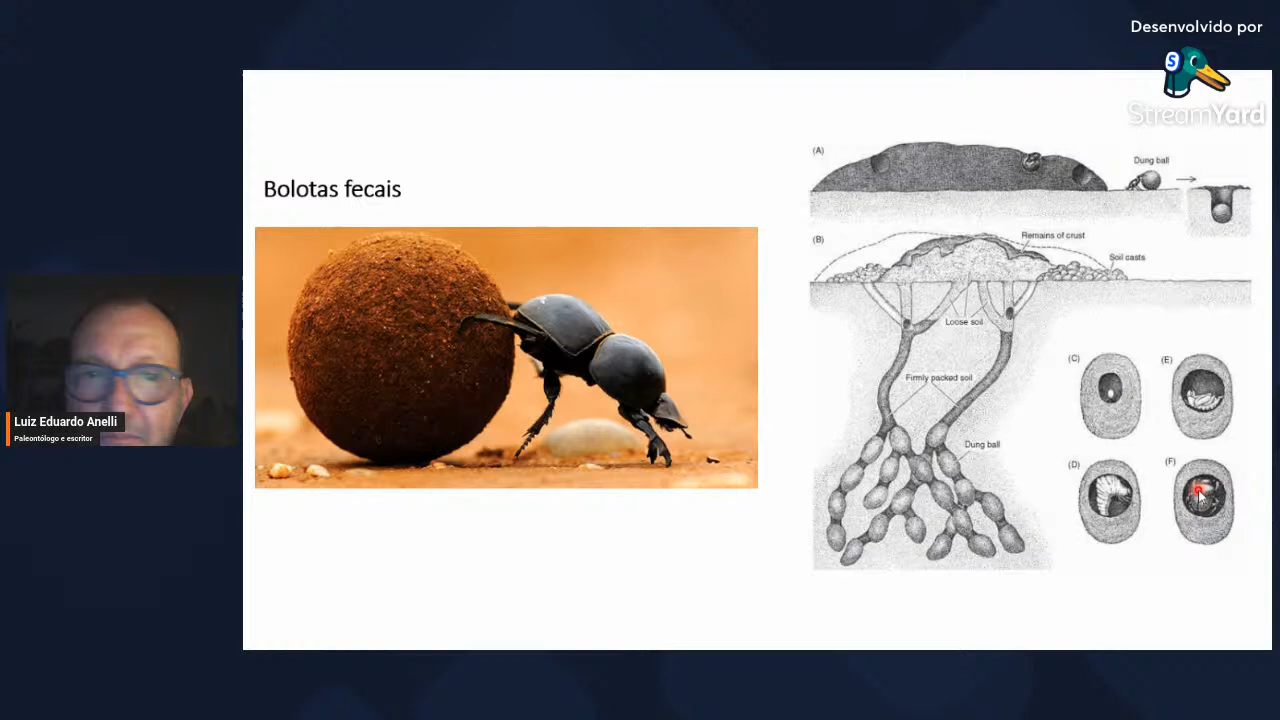 Desenvolvido por
StreamYard
Bolotas fecais
(A)
Dung ball
(B)
Remains of crust
Soil casts
Loose soil
Firmly packed soil
Dung ball
(C)
(E)
(D)
(F)
Luiz Eduardo Anelli
Paleontólogo e escritor